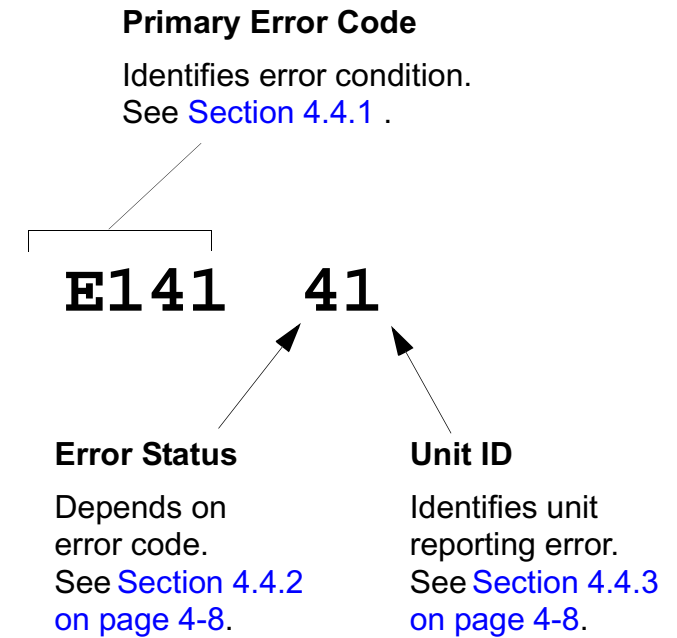 Primary Error Code
Identifies error condition.
See Section 4.4.1 .
E141 41
Error Status
Depends on
error code.
See Section 4.4.2
on page 4-8.
Unit ID
Identifies unit
reporting error.
See Section 4.4.3
on page 4-8.